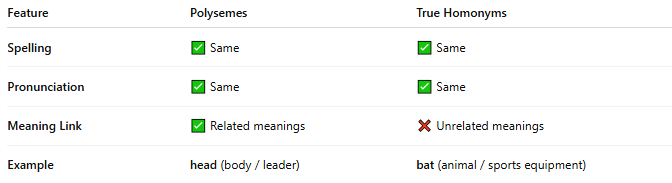 Feature Polysemes True Homonyms
Spelling ✅ Same ✅ Same
Pronunciation ✅ Same ✅ Same
Meaning Link ✅ Related meanings ❌ Unrelated meanings
Example head (body / leader) bat (animal / sports equipment)